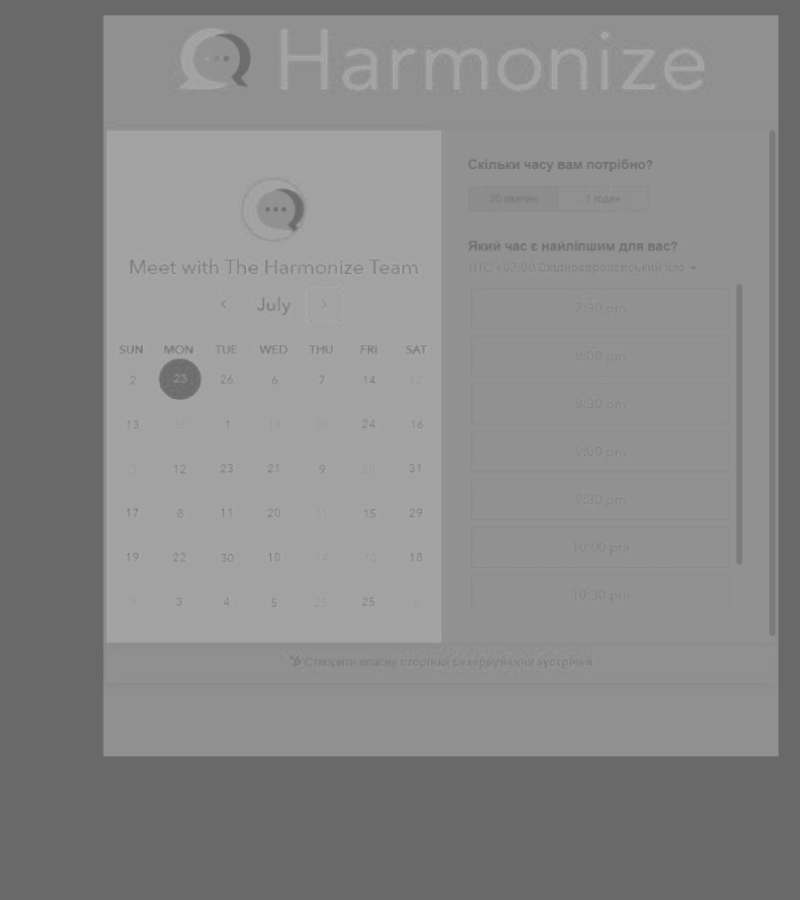 Harmonize
Meet with The Harmonize Team
July
SUN MON TUE WED THU FRI SAT
2 23 26 6 7 14 12
13 30 1 14 20 24 16
3 12 23 21 9 28 31
17 8 11 20 11 15 29
19 22 30 10 14 10 18
9 3 4 5 25 25
Скільки часу вам потрібно?
30 хвилин 1 годин
Який час є найліпшим для вас?
UTC +03:00 Східноєвропейський час
7:30 pm
8:00 pm
8:30 pm
9:00 pm
9:30 pm
10:00 pm
10:30 pm
Створити власну сторінку резервування зустрічей